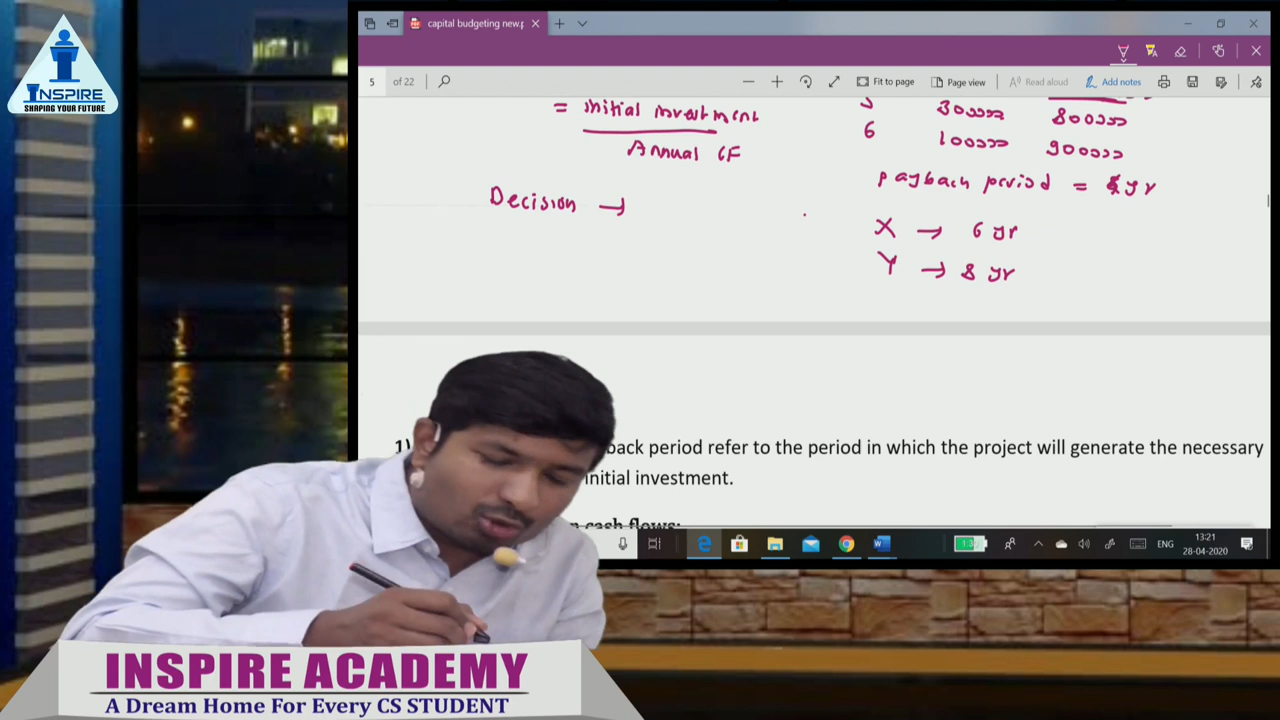 INSPIRE
SHAPING YOUR FUTURE
capital budgeting new.p
5 of 22
Fit to page
Page view
Read aloud
Add notes
= Initial investment
Annual CF
300000 800000
6 100000 900000
payback period = yr
Decision →
X → 6 yr
Y → 8 yr
1)
back period refer to the period in which the project will generate the necessary
initial investment.
cash flows:
ENG
13:21
28-04-2020
INSPIRE ACADEMY
A Dream Home For Every CS STUDENT